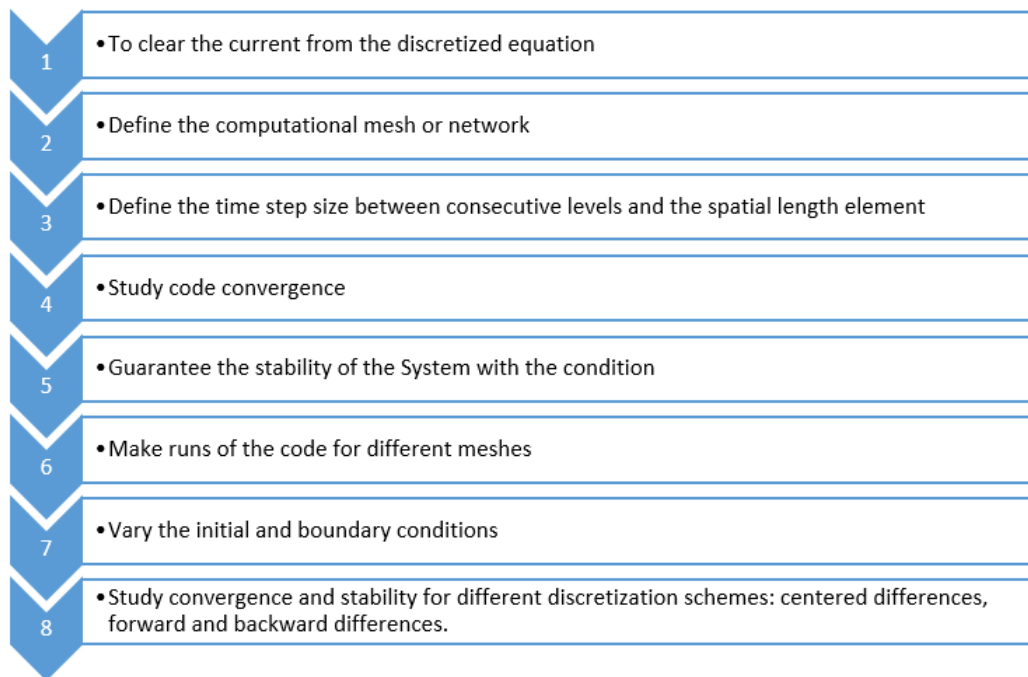 1
•To clear the current from the discretized equation
2
•Define the computational mesh or network
3
•Define the time step size between consecutive levels and the spatial length element
4
•Study code convergence
5
•Guarantee the stability of the System with the condition
6
•Make runs of the code for different meshes
7
•Vary the initial and boundary conditions
8
•Study convergence and stability for different discretization schemes: centered differences,
forward and backward differences.